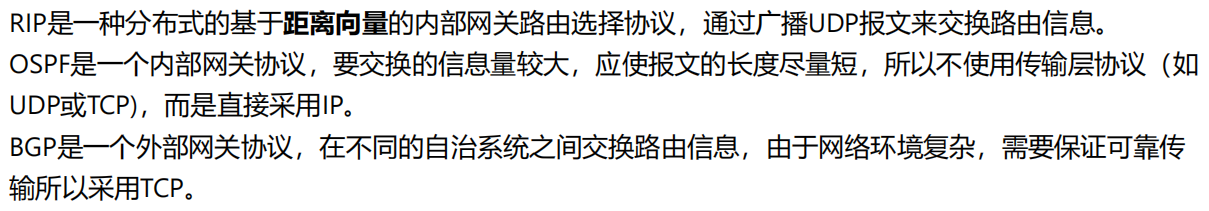 RIP是一种分布式的基于距离向量的内部网关路由选择协议，通过广播UDP报文来交换路由信息。
OSPF是一个内部网关协议，要交换的信息量较大，应使报文的长度尽量短，所以不使用传输层协议（如
UDP或TCP)，而是直接采用IP。
BGP是一个外部网关协议，在不同的自治系统之间交换路由信息，由于网络环境复杂，需要保证可靠传
输所以采用TCP。